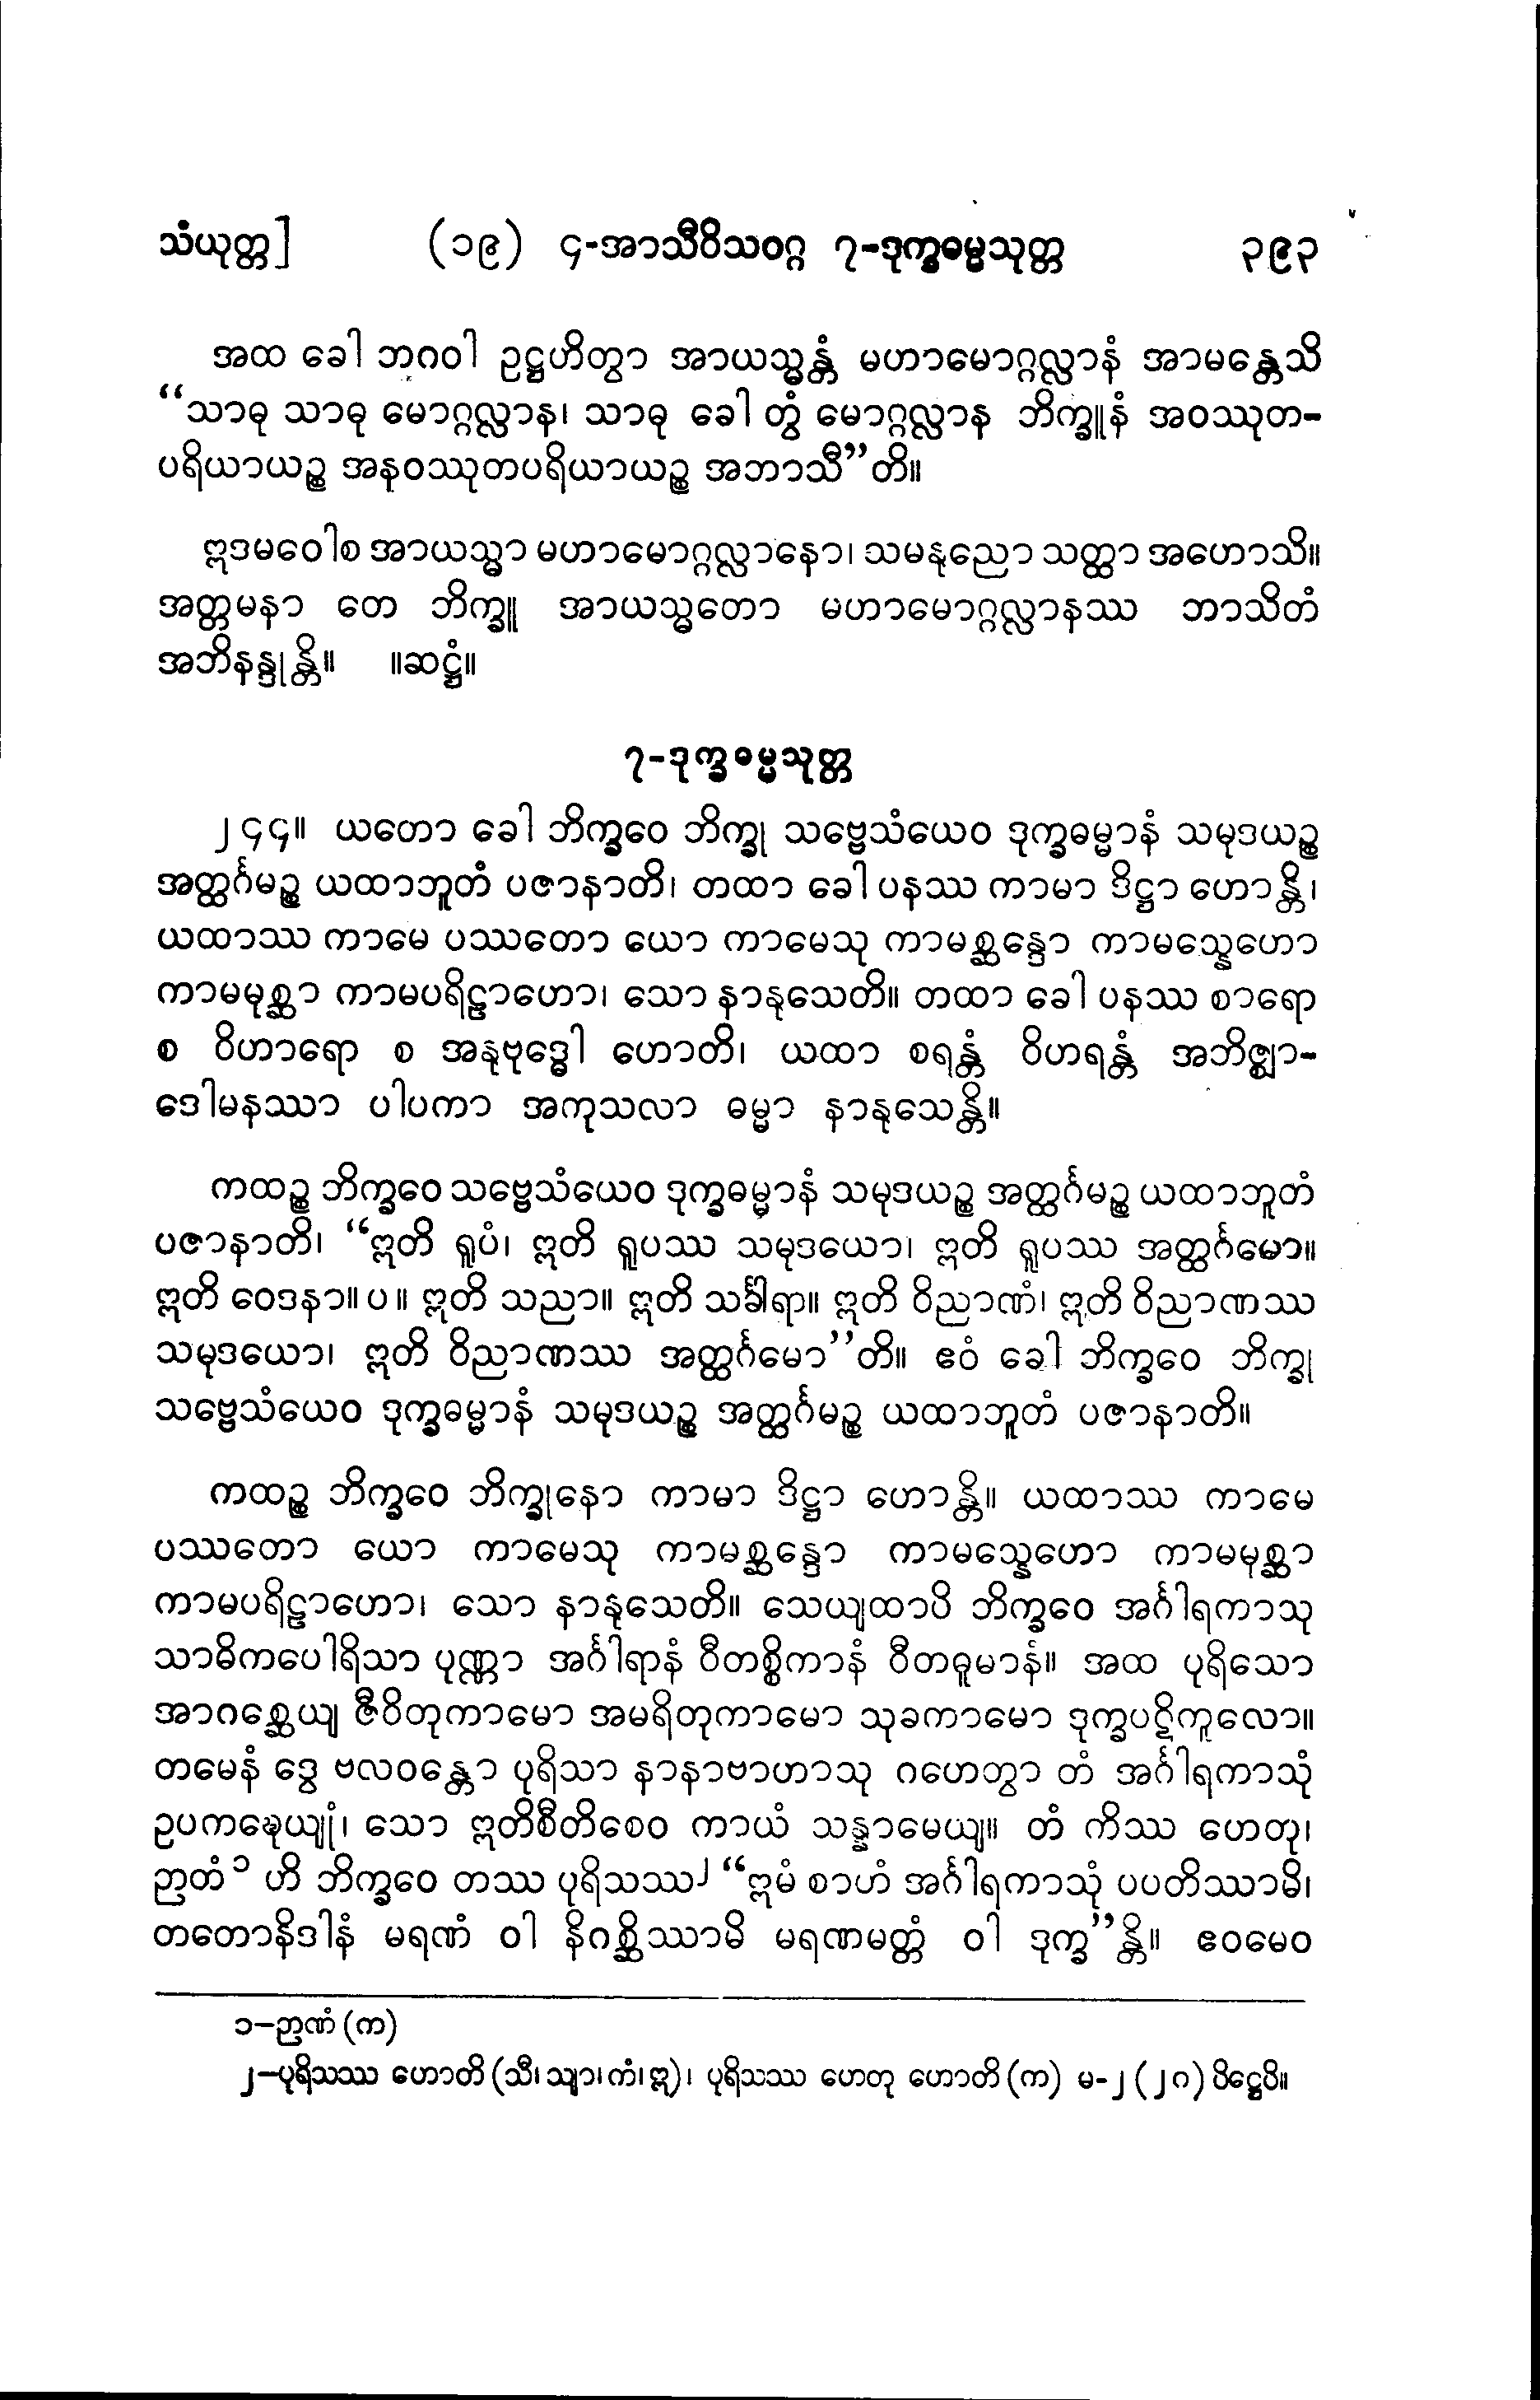 သံယုတ္တ] (၁၉) ၄-အာသီဝိသဝဂ္ဂ ၇-ဒုက္ခဓမ္မသုတ္တ ၃၉၃
အထ ခေါ ဘဂဝါ ဥဋ္ဌဟိတွာ အာယသ္မန္တံ မဟာမောဂ္ဂလ္လာနံ အာမန္တေသိ
“သာဓု သာဓု မောဂ္ဂလ္လာန၊ သာဓု ခေါ တွံ မောဂ္ဂလ္လာန ဘိက္ခူနံ အဝဿုတ-
ပရိယာယဉ္စ အနဝဿုတပရိယာယဉ္စ အဘာသီ”တိ။
ဣဒမဝေါစ အာယသ္မာ မဟာမောဂ္ဂလ္လာနော၊ သမနုညော သတ္ထာ အဟောသိ။
အတ္တမနာ တေ ဘိက္ခူ အာယသ္မတော မဟာမောဂ္ဂလ္လာနဿ ဘာသိတံ
အဘိနန္ဒုန္တိ။ ။ဆဋ္ဌံ။
၇-ဒုက္ခဓမ္မသုတ္တ
၂၄၄။ ယတော ခေါ ဘိက္ခဝေ ဘိက္ခု သဗ္ဗေသံယေဝ ဒုက္ခဓမ္မာနံ သမုဒယဉ္စ
အတ္ထင်္ဂမဉ္စ ယထာဘူတံ ပဇာနာတိ၊ တထာ ခေါ ပနဿ ကာမာ ဒိဋ္ဌာ ဟောန္တိ၊
ယထာဿ ကာမေ ပဿတော ယော ကာမေသု ကာမစ္ဆန္ဒော ကာမသ္နေဟော
ကာမမုစ္ဆာ ကာမပရိဠာဟော၊ သော နာနုသေတိ။ တထာ ခေါ ပနဿ စာရော
စ ဝိဟာရော စ အနုဗုဒ္ဓေါ ဟောတိ၊ ယထာ စရန္တံ ဝိဟရန္တံ အဘိဇ္ဈာ-
ဒေါမနဿာ ပါပကာ အကုသလာ ဓမ္မာ နာနုသေန္တိ။
ကထဉ္စ ဘိက္ခဝေ သဗ္ဗေသံယေဝ ဒုက္ခဓမ္မာနံ သမုဒယဉ္စ အတ္ထင်္ဂမဉ္စ ယထာဘူတံ
ပဇာနာတိ၊ “ဣတိ ရူပံ၊ ဣတိ ရူပဿ သမုဒယော၊ ဣတိ ရူပဿ အတ္ထင်္ဂမော။
ဣတိ ဝေဒနာ။ ပ ။ ဣတိ သညာ။ ဣတိ သင်္ခါရာ။ ဣတိ ဝိညာဏံ၊ ဣတိ ဝိညာဏဿ
သမုဒယော၊ ဣတိ ဝိညာဏဿ အတ္ထင်္ဂမော”တိ။ ဧဝံ ခေါ ဘိက္ခဝေ ဘိက္ခု
သဗ္ဗေသံယေဝ ဒုက္ခဓမ္မာနံ သမုဒယဉ္စ အတ္ထင်္ဂမဉ္စ ယထာဘူတံ ပဇာနာတိ။
ကထဉ္စ ဘိက္ခဝေ ဘိက္ခုနော ကာမာ ဒိဋ္ဌာ ဟောန္တိ။ ယထာဿ ကာမေ
ပဿတော ယော ကာမေသု ကာမစ္ဆန္ဒော ကာမသ္နေဟော ကာမမုစ္ဆာ
ကာမပရိဠာဟော၊ သော နာနုသေတိ။ သေယျထာပိ ဘိက္ခဝေ အင်္ဂါရကာသု
သာဓိကပေါရိသာ ပုဏ္ဏာ အင်္ဂါရာနံ ဝီတစ္စိကာနံ ဝီတဓူမာနံ။ အထ ပုရိသော
အာဂစ္ဆေယျ ဇီဝိတုကာမော အမရိတုကာမော သုခကာမော ဒုက္ခပဋိကူလော။
တမေနံ ဒွေ ဗလဝန္တော ပုရိသာ နာနာဗာဟာသု ဂဟေတွာ တံ အင်္ဂါရကာသုံ
ဥပကဍ္ဎေယျုံ၊ သော ဣတိစီတိစေဝ ကာယံ သန္နာမေယျ။ တံ ကိဿ ဟေတု၊
ဉာတံ၁ ဟိ ဘိက္ခဝေ တဿ ပုရိသဿ၂ “ဣမံ စာဟံ အင်္ဂါရကာသုံ ပပတိဿာမိ၊
တတောနိဒါနံ မရဏံ ဝါ နိဂစ္ဆိဿာမိ မရဏမတ္တံ ဝါ ဒုက္ခ”န္တိ။ ဧဝမေဝ
၁-ဉာဏံ (က)
၂-ပုရိသဿ ဟောတိ (သီ၊ သျာ၊ ကံ၊ ဣ)၊ ပုရိသဿ ဟေတု ဟောတိ (က) မ-၂ (၂၈) ပိဋ္ဌေပိ။